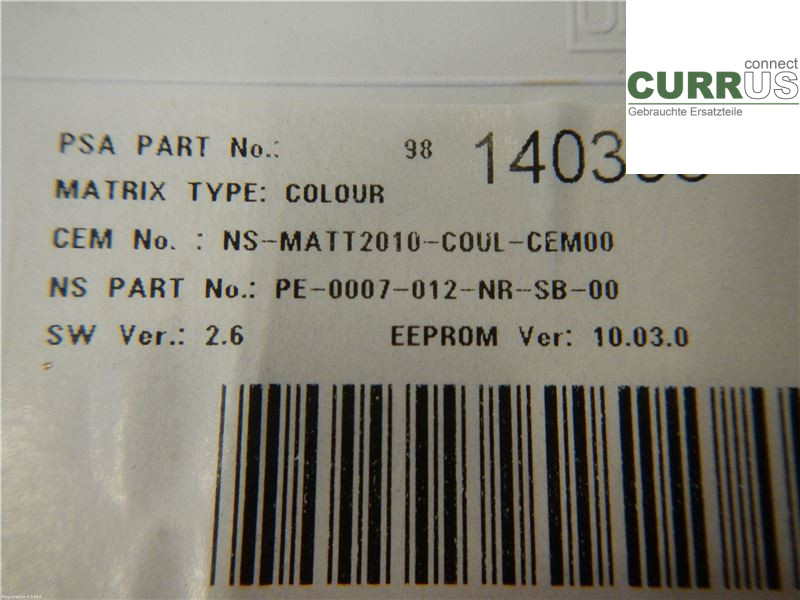 connect
CURRUS
Gebrauchte Ersatzteile
PSA PART No.: 98
MATRIX TYPE: COLOUR
CEM No. : NS-MATT2010-COUL-CEM00
NS PART No.: PE-0007-012-NR-SB-00
SW Ver.: 2.6 EEPROM Ver: 10.03.0